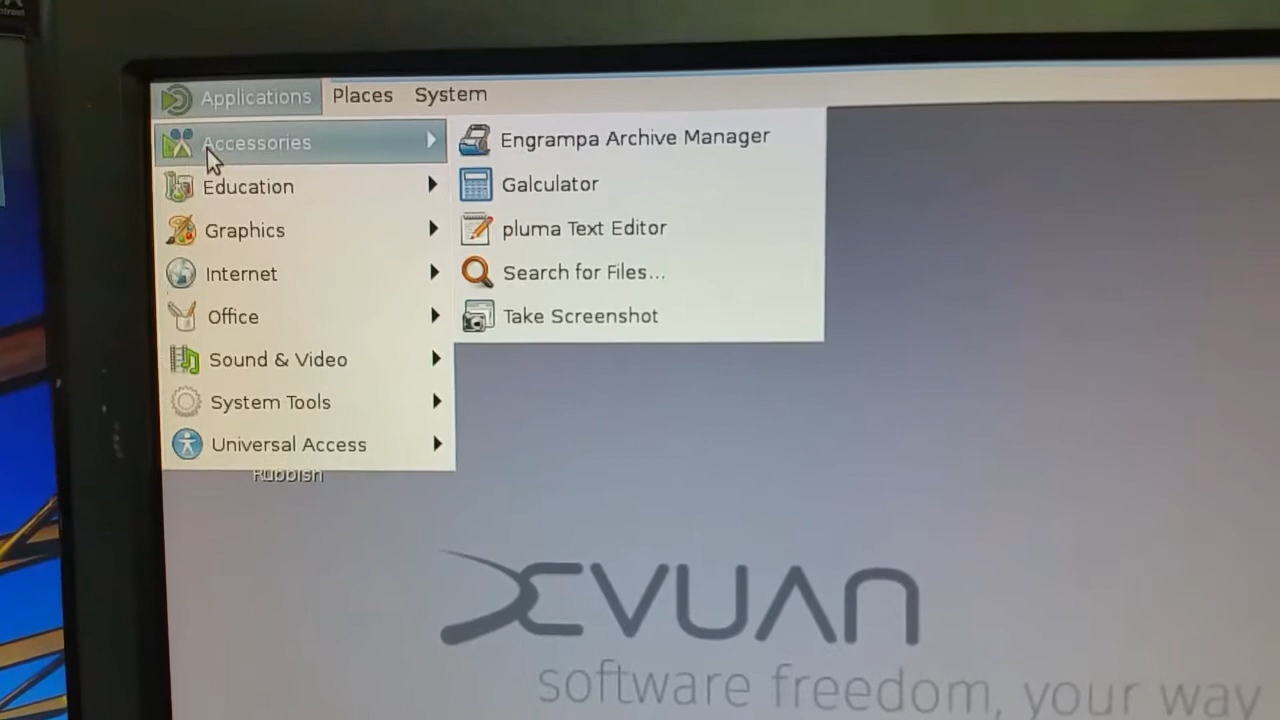 Applications Places System
Accessories
Education
Graphics
Internet
Office
Sound & Video
System Tools
Universal Access
Engrampa Archive Manager
Galculator
pluma Text Editor
Search for Files...
Take Screenshot
Rubbish
DEVUAN
software freedom, your way